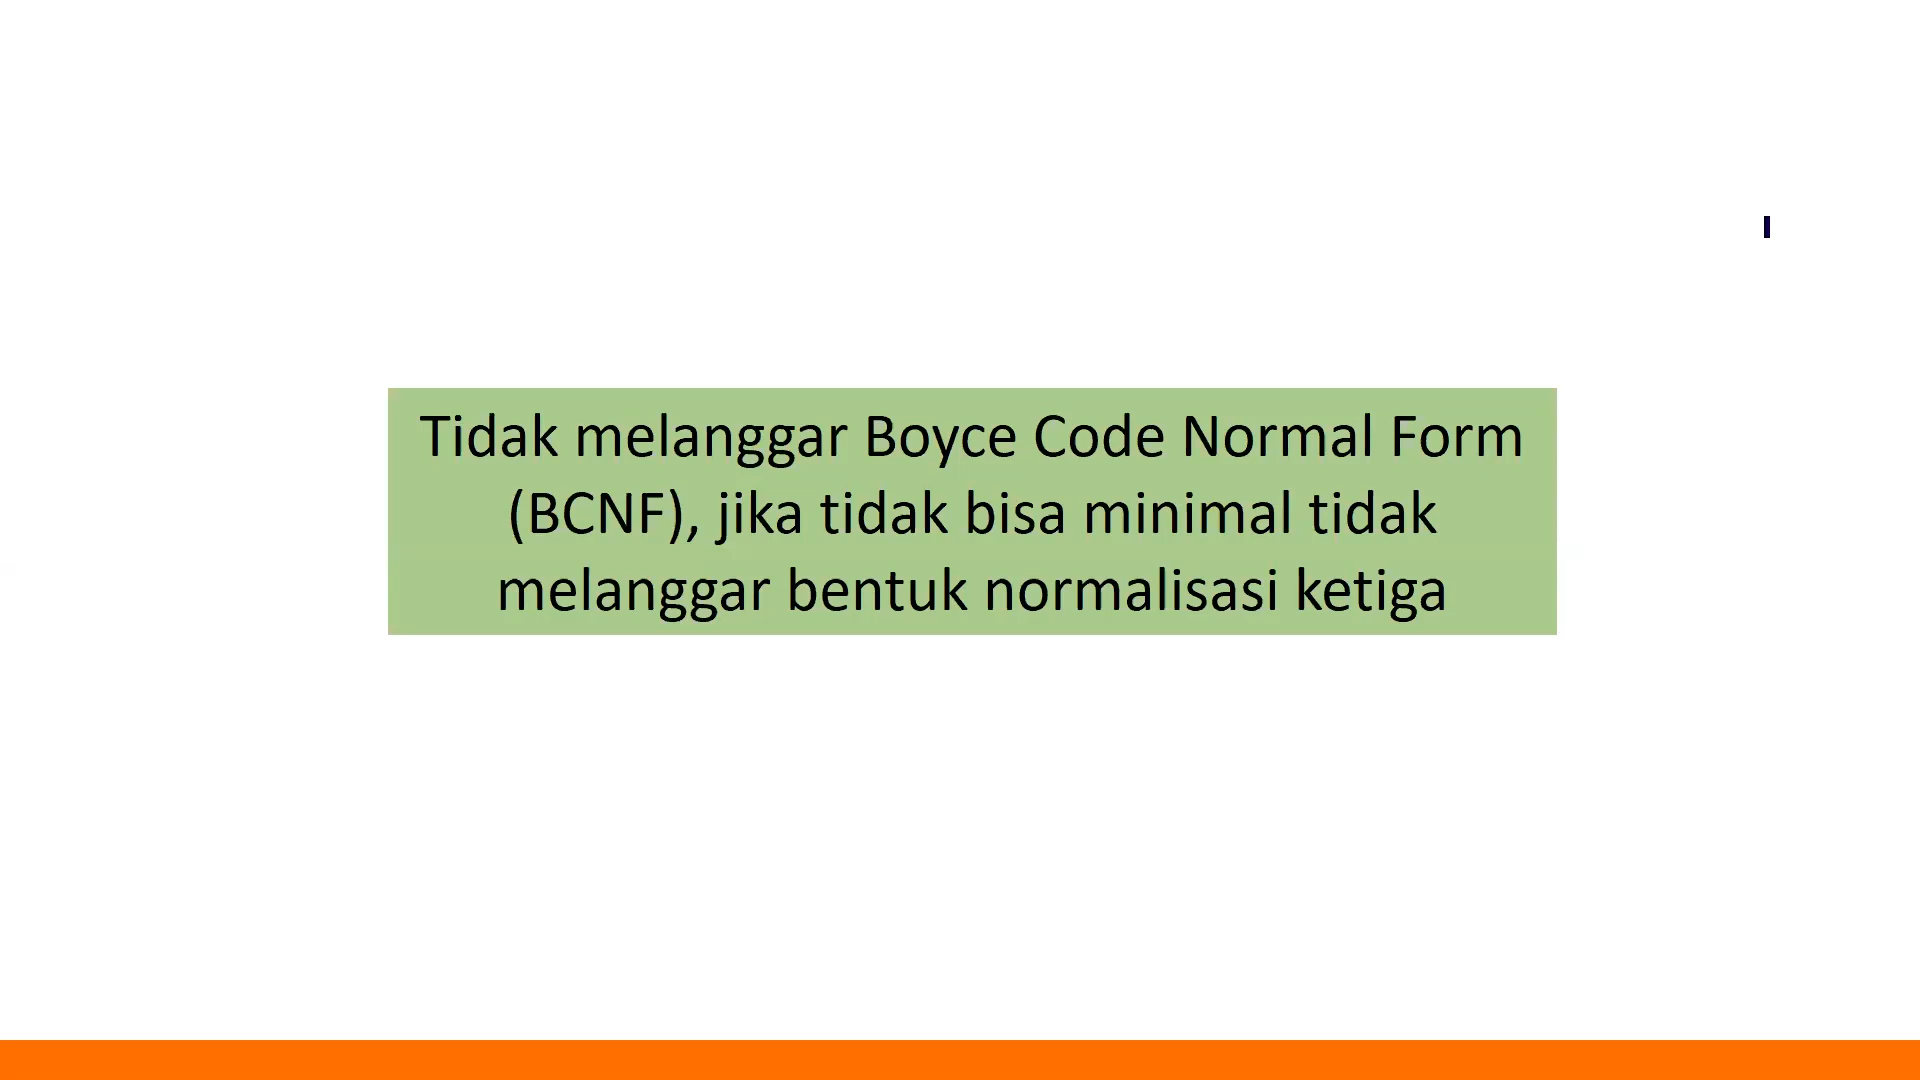 Tidak melanggar Boyce Code Normal Form
(BCNF), jika tidak bisa minimal tidak
melanggar bentuk normalisasi ketiga